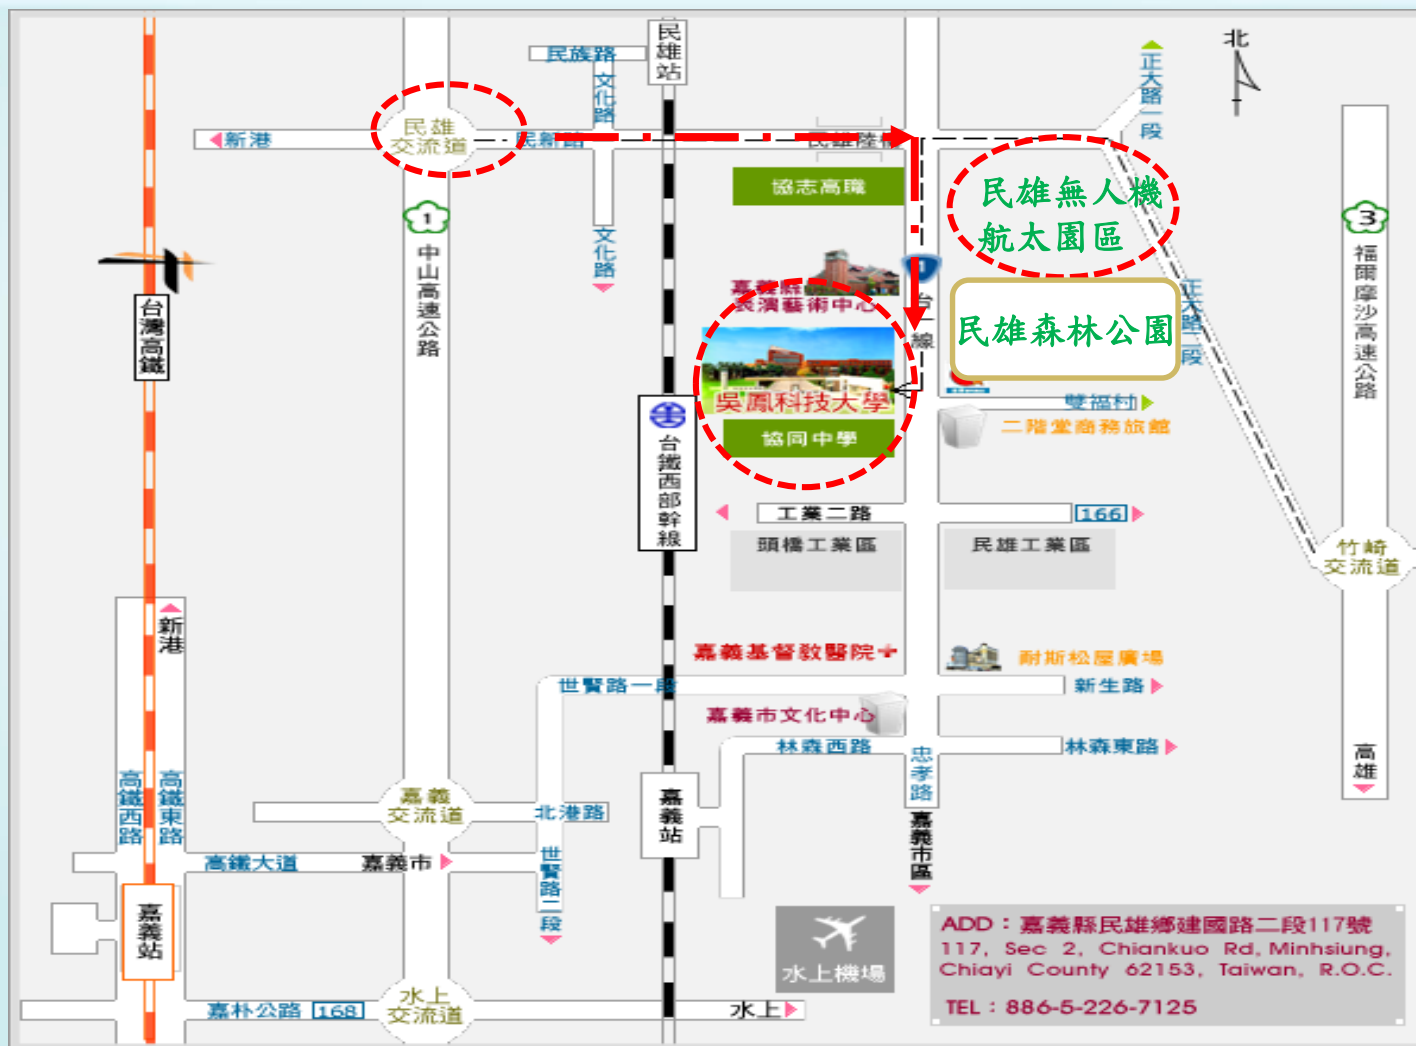 民雄站
北
民族路
文化路
正大路一段
民雄
交流道
新港
民新路
民雄陸橋
協志高職
民雄無人機
航太園區
3
1
中山高速公路
文化路
福爾摩沙高速公路
嘉義縣
表演藝術中心
1
台一線
正大路二段
台灣高鐵
民雄森林公園
吳鳳科技大學
雙福村
二階堂商務旅館
協同中學
台鐵西部幹線
工業二路
166
頭橋工業區
民雄工業區
竹崎
交流道
新港
嘉義基督教醫院
耐斯松屋廣場
世賢路一段
新生路
嘉義市文化中心
林森西路
林森東路
忠孝路
高雄
高鐵西路
高鐵東路
嘉義
交流道
北港路
嘉義站
嘉義市區
高鐵大道
嘉義市
世賢路二段
嘉義站
水上機場
ADD：嘉義縣民雄鄉建國路二段117號
117, Sec 2, Chiankuo Rd, Minhsiung,
Chiayi County 62153, Taiwan, R.O.C.
TEL：886-5-226-7125
嘉朴公路
168
水上
交流道
水上